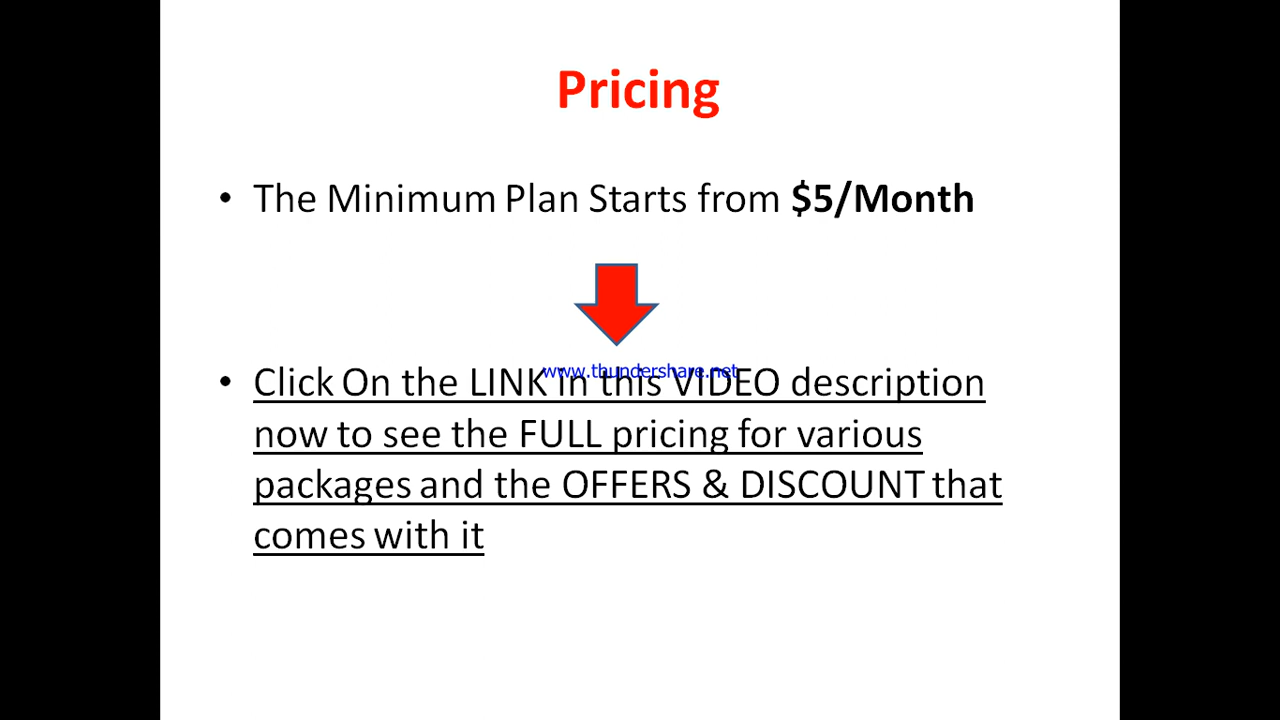 Pricing
• The Minimum Plan Starts from $5/Month
www.thundershare.net
• Click On the LINK in this VIDEO description
now to see the FULL pricing for various
packages and the OFFERS & DISCOUNT that
comes with it